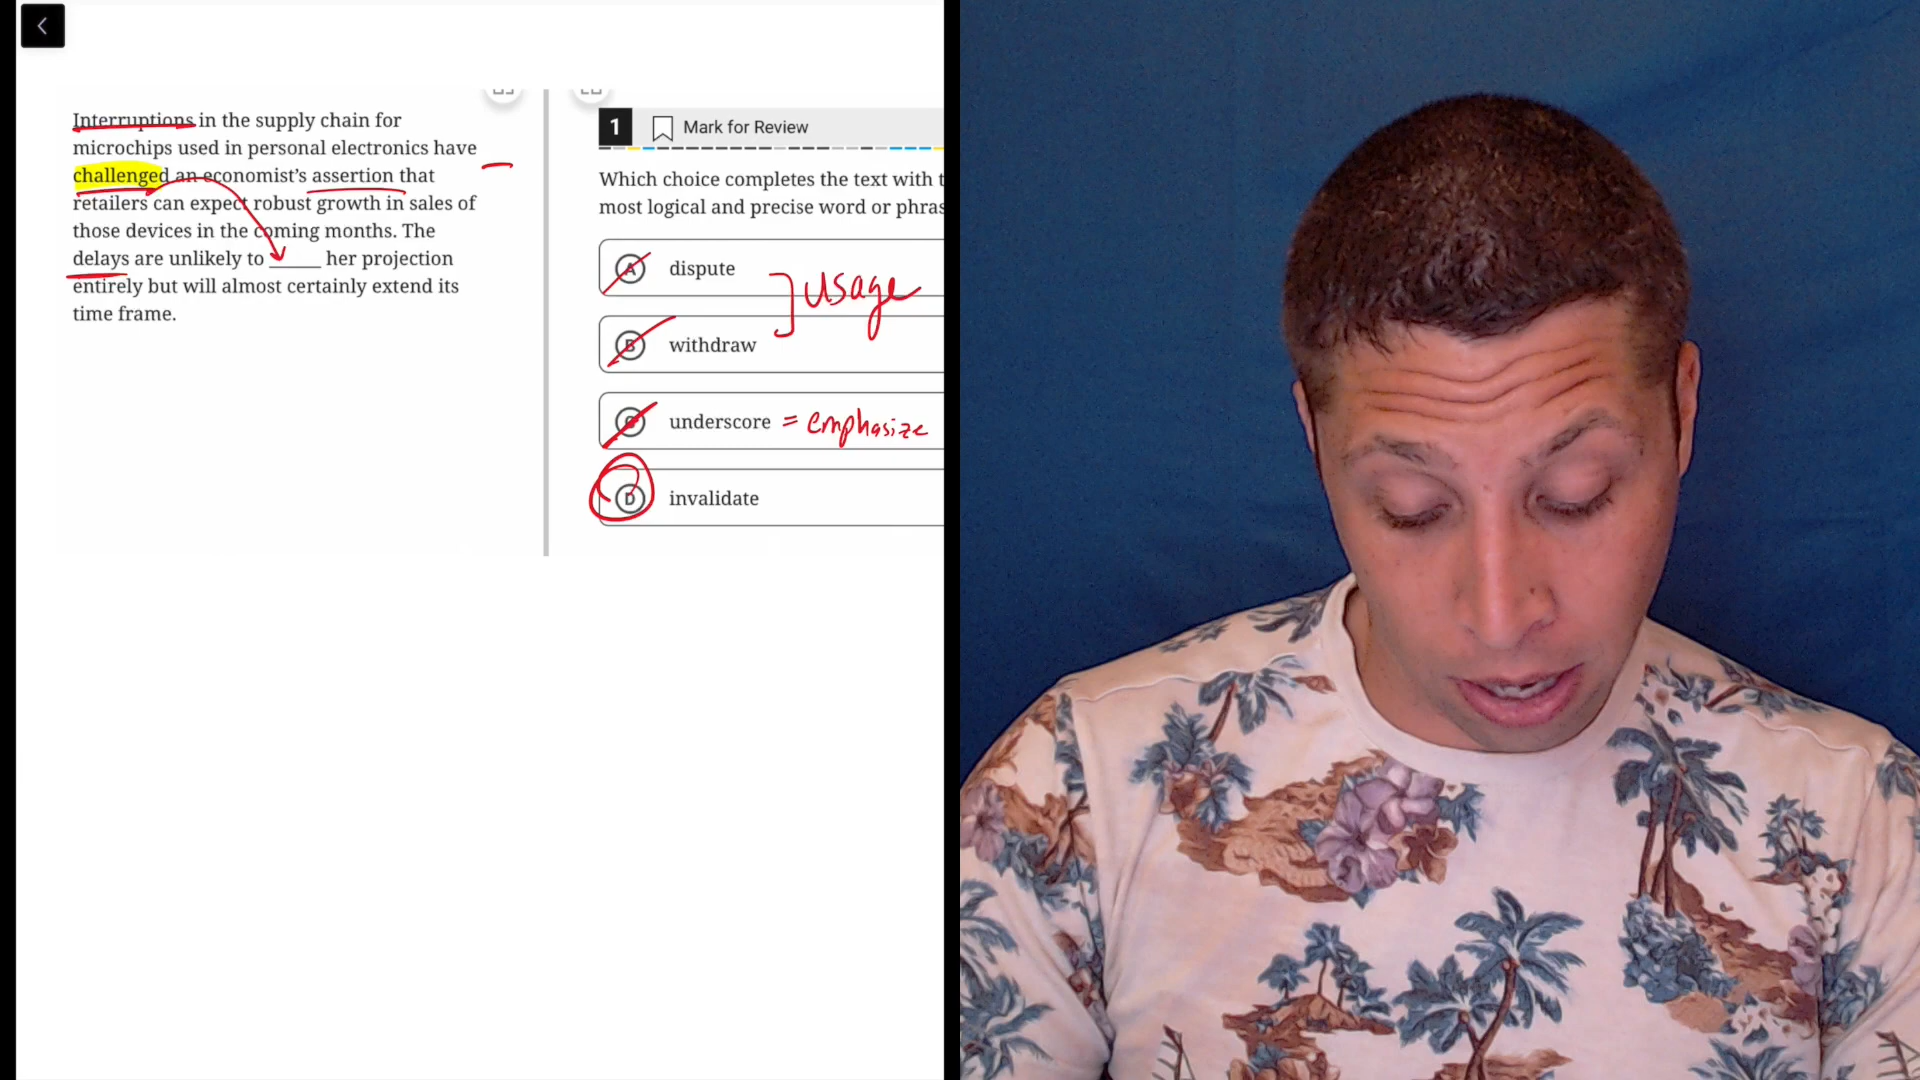 Interruptions in the supply chain for
microchips used in personal electronics have
challenged an economist’s assertion that
retailers can expect robust growth in sales of
those devices in the coming months. The
delays are unlikely to _____ her projection
entirely but will almost certainly extend its
time frame.
1 Mark for Review
Which choice completes the text with t
most logical and precise word or phras
A dispute
usage
B withdraw
C underscore = emphasize
D invalidate